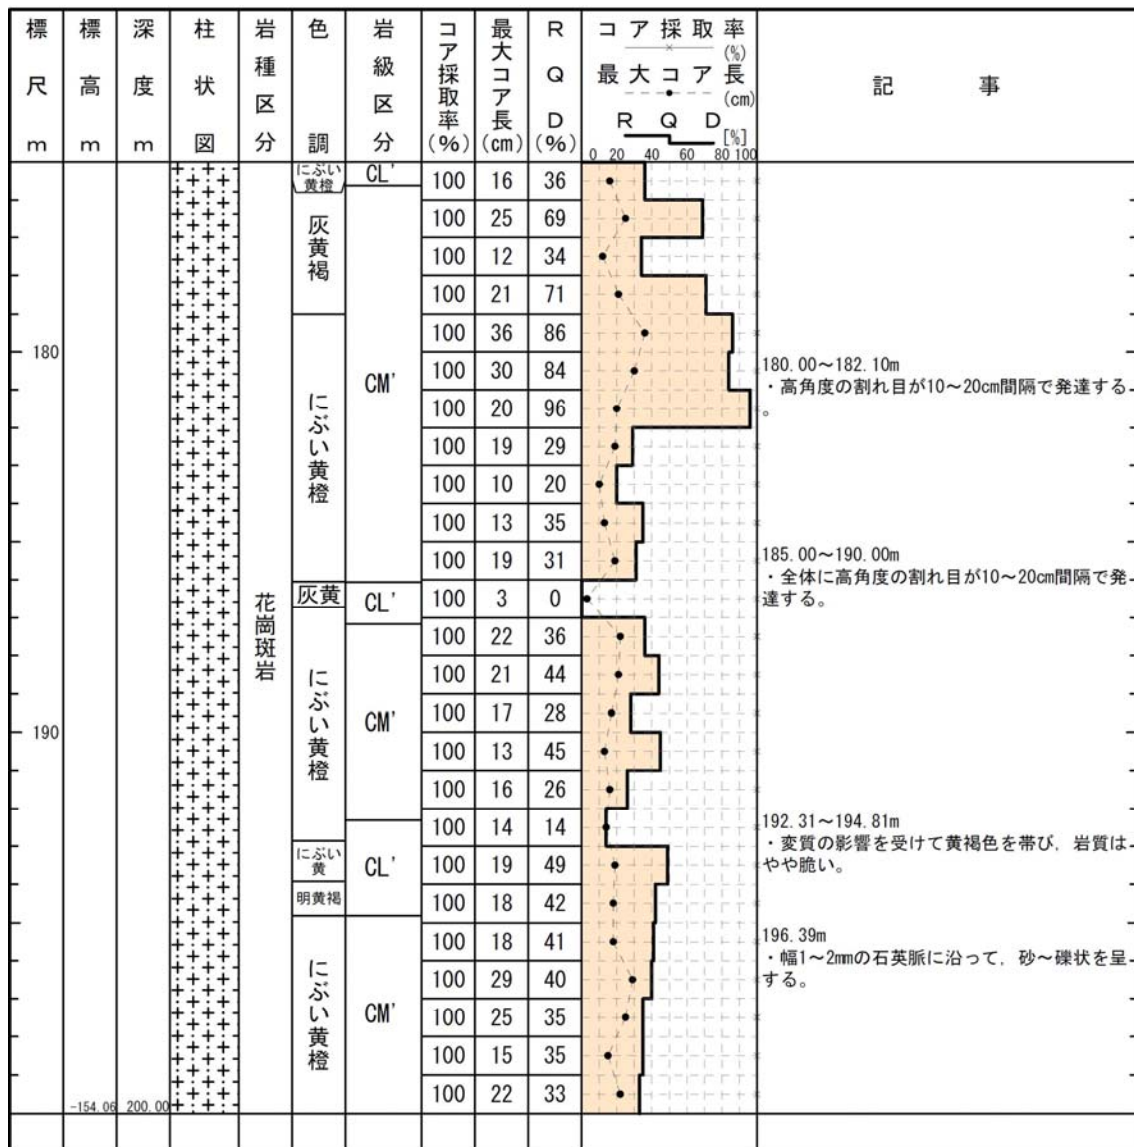 標尺m
標高m
深度m
柱状図
岩種区分
色調
岩級区分
コア採取率(%)
最大コア長(cm)
RQD(%)
コア採取率
(%)
最大コア長
(cm)
RQD
[%]
0 20 40 60 80 100
記事
にぶい黄橙
灰黄褐
にぶい黄橙
灰黄
にぶい黄橙
にぶい黄
明黄褐
にぶい黄橙
CL'
CM'
CL'
CM'
CL'
CM'
花崗斑岩
180
190
-154.06 200.00
100 16 36
100 25 69
100 12 34
100 21 71
100 36 86
100 30 84
100 20 96
100 19 29
100 10 20
100 13 35
100 19 31
100 3 0
100 22 36
100 21 44
100 17 28
100 13 45
100 16 26
100 14 14
100 19 49
100 18 42
100 18 41
100 29 40
100 25 35
100 15 35
100 22 33
180.00～182.10m
・高角度の割れ目が10～20cm間隔で発達する
。
185.00～190.00m
・全体に高角度の割れ目が10～20cm間隔で発
達する。
192.31～194.81m
・変質の影響を受けて黄褐色を帯び，岩質は
やや脆い。
196.39m
・幅1～2mmの石英脈に沿って，砂～礫状を呈
する。